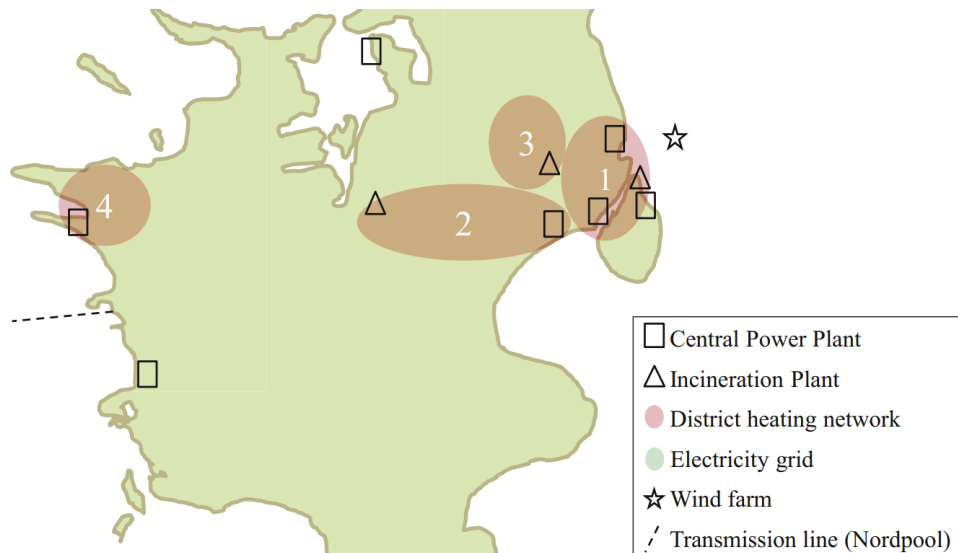 3
1
4
2
Central Power Plant
Incineration Plant
District heating network
Electricity grid
Wind farm
Transmission line (Nordpool)